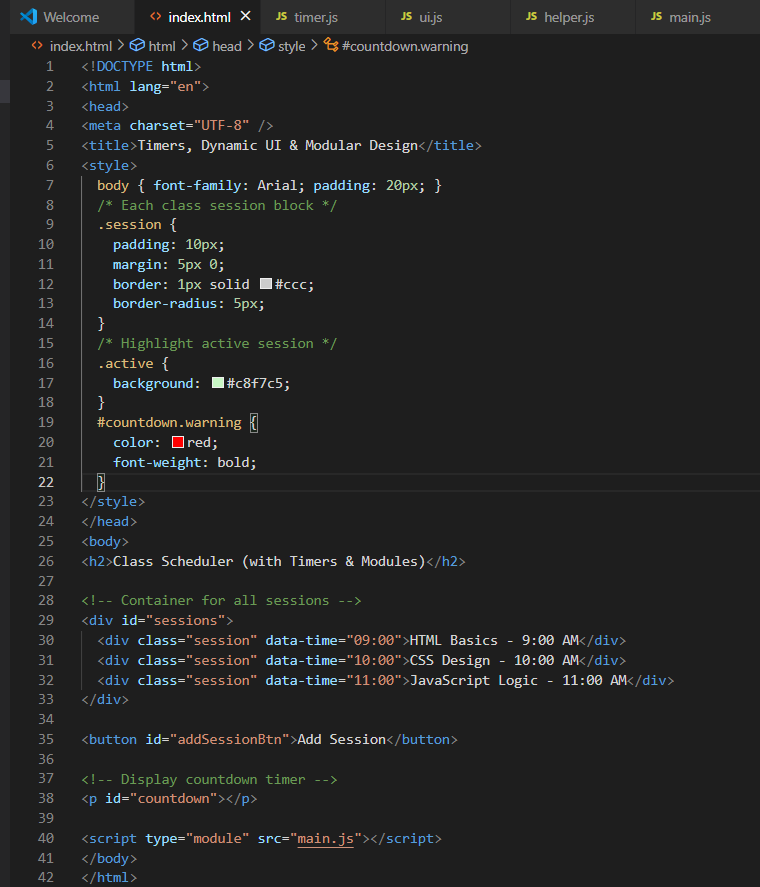 Welcome index.html timer.js ui.js helper.js main.js
index.html html head style #countdown.warning
1 <!DOCTYPE html>
2 <html lang="en">
3 <head>
4 <meta charset="UTF-8" />
5 <title>Timers, Dynamic UI & Modular Design</title>
6 <style>
7 body { font-family: Arial; padding: 20px; }
8 /* Each class session block */
9 .session {
10 padding: 10px;
11 margin: 5px 0;
12 border: 1px solid #ccc;
13 border-radius: 5px;
14 }
15 /* Highlight active session */
16 .active {
17 background: #c8f7c5;
18 }
19 #countdown.warning {
20 color: red;
21 font-weight: bold;
22 }
23 </style>
24 </head>
25 <body>
26 <h2>Class Scheduler (with Timers & Modules)</h2>
27
28 <!-- Container for all sessions -->
29 <div id="sessions">
30 <div class="session" data-time="09:00">HTML Basics - 9:00 AM</div>
31 <div class="session" data-time="10:00">CSS Design - 10:00 AM</div>
32 <div class="session" data-time="11:00">JavaScript Logic - 11:00 AM</div>
33 </div>
34
35 <button id="addSessionBtn">Add Session</button>
36
37 <!-- Display countdown timer -->
38 <p id="countdown"></p>
39
40 <script type="module" src="main.js"></script>
41 </body>
42 </html>